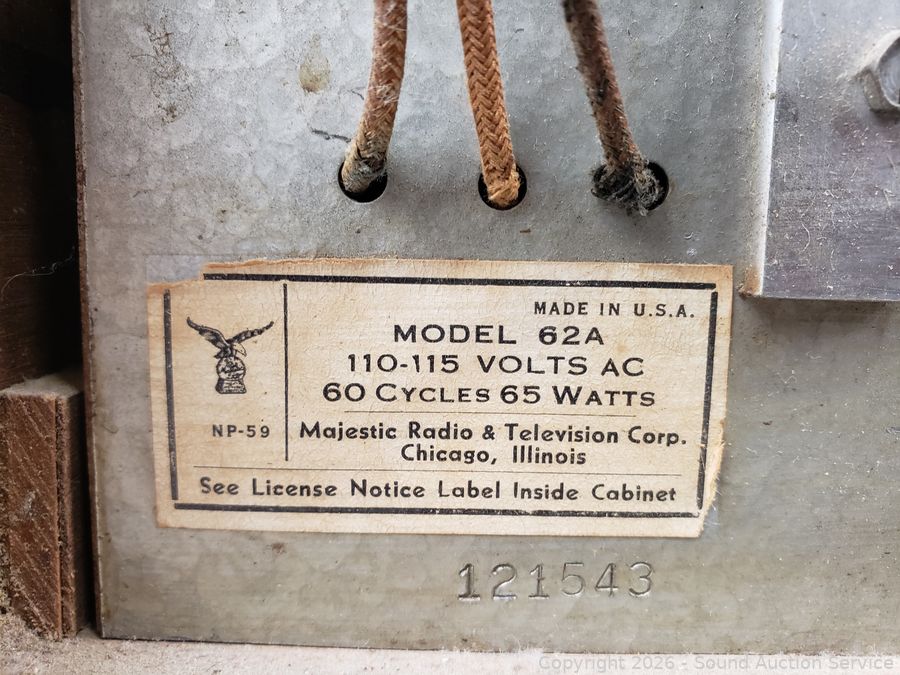 MADE IN U.S.A.
MODEL 62A
110-115 VOLTS AC
60 CYCLES 65 WATTS
NP-59
Majestic Radio & Television Corp.
Chicago, Illinois
See License Notice Label Inside Cabinet
121543
Copyright 2026 - Sound Auction Service